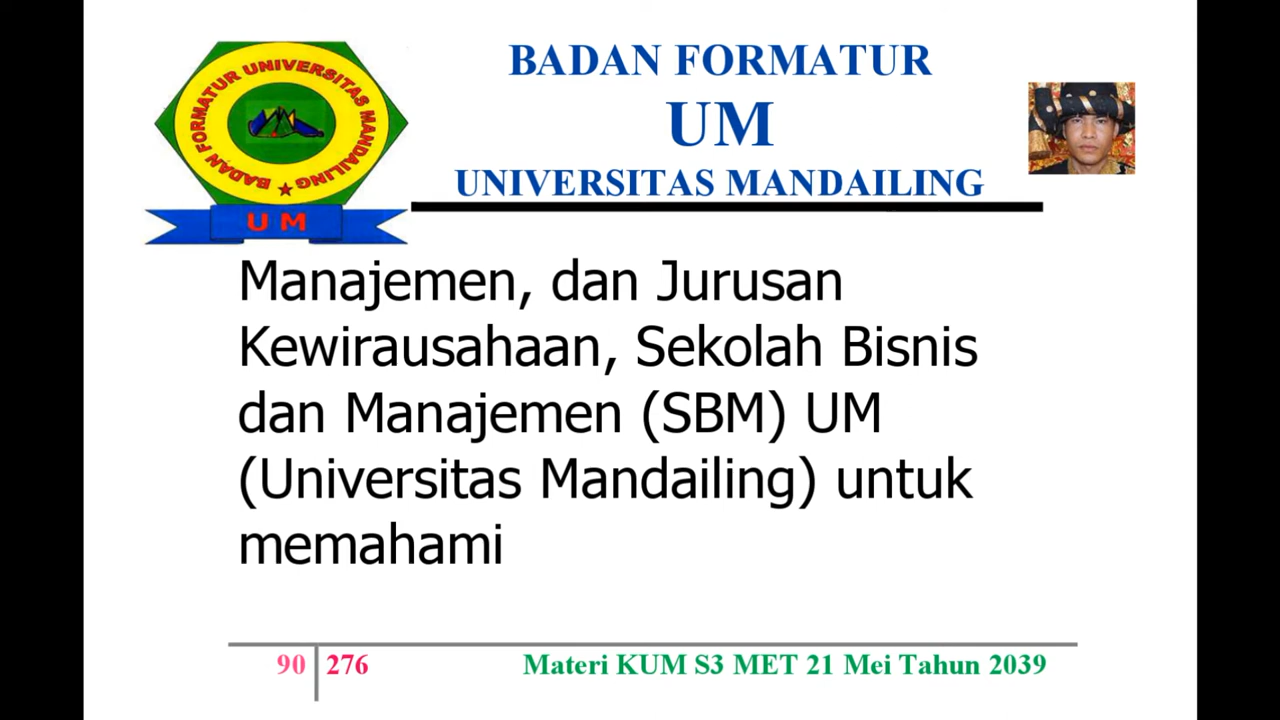 BADAN FORMATUR UNIVERSITAS MANDAILING
U M
BADAN FORMATUR
UM
UNIVERSITAS MANDAILING
Manajemen, dan Jurusan
Kewirausahaan, Sekolah Bisnis
dan Manajemen (SBM) UM
(Universitas Mandailing) untuk
memahami
90 276 Materi KUM S3 MET 21 Mei Tahun 2039